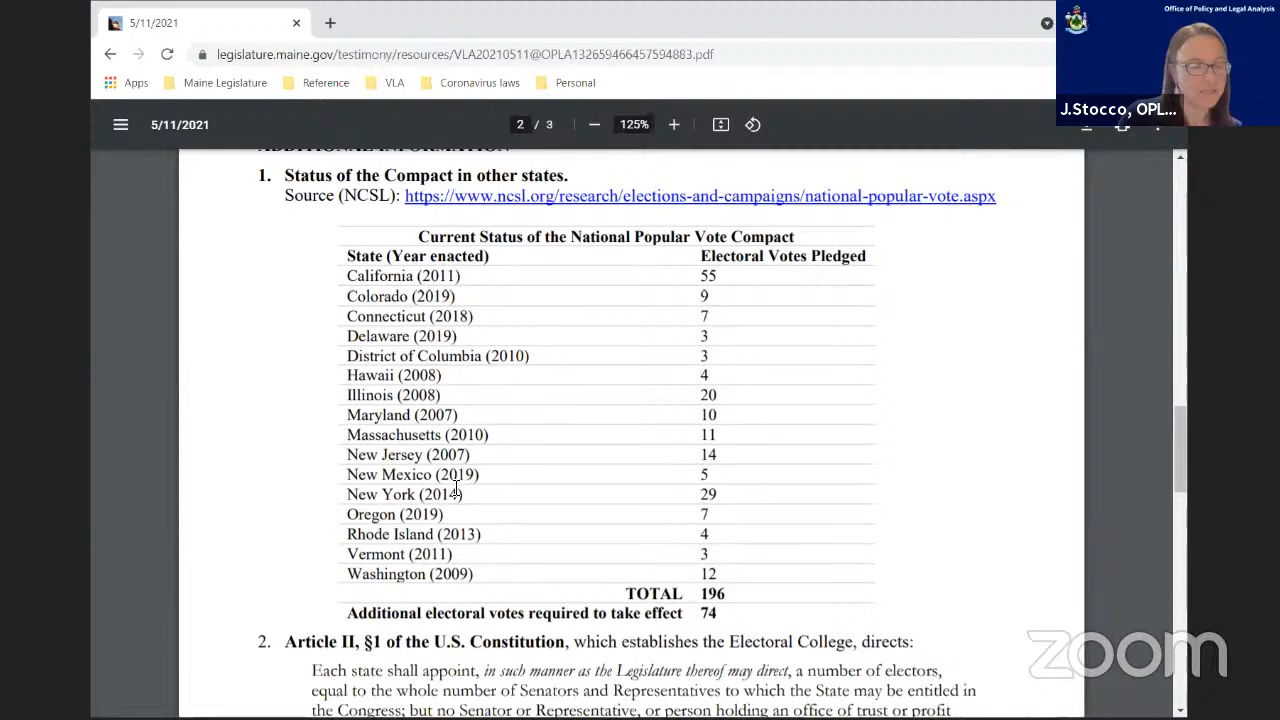 5/11/2021
Office of Policy and Legal Analysis
legislature.maine.gov/testimony/resources/VLA20210511@OPLA132659466457594883.pdf
Apps Maine Legislature Reference VLA Coronavirus laws Personal
J.Stocco, OPL...
5/11/2021 2 / 3 125%
ADDITIONAL INFORMATION
1. Status of the Compact in other states.
Source (NCSL): https://www.ncsl.org/research/elections-and-campaigns/national-popular-vote.aspx
Current Status of the National Popular Vote Compact
State (Year enacted) Electoral Votes Pledged
California (2011) 55
Colorado (2019) 9
Connecticut (2018) 7
Delaware (2019) 3
District of Columbia (2010) 3
Hawaii (2008) 4
Illinois (2008) 20
Maryland (2007) 10
Massachusetts (2010) 11
New Jersey (2007) 14
New Mexico (2019) 5
New York (2014) 29
Oregon (2019) 7
Rhode Island (2013) 4
Vermont (2011) 3
Washington (2009) 12
TOTAL 196
Additional electoral votes required to take effect 74
2. Article II, §1 of the U.S. Constitution, which establishes the Electoral College, directs:
Each state shall appoint, in such manner as the Legislature thereof may direct, a number of electors,
equal to the whole number of Senators and Representatives to which the State may be entitled in
the Congress; but no Senator or Representative, or person holding an office of trust or profit
zoom